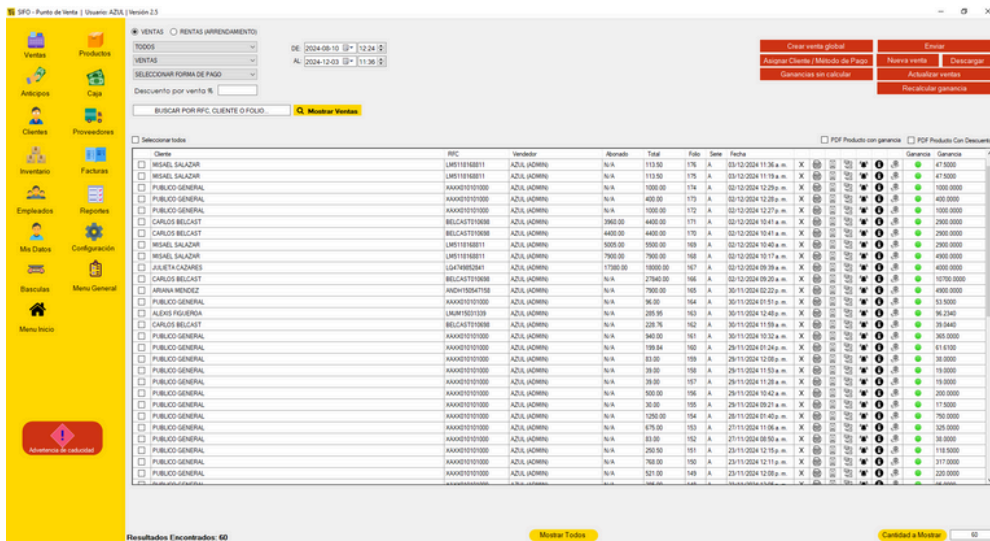 SIFO - Punto de Venta | Usuario: AZUL | Versión 2.5
Ventas
Productos
Anticipos
Caja
Clientes
Proveedores
Inventario
Facturas
Empleados
Reportes
Mis Datos
Configuración
Basculas
Menu General
Menu Inicio
Advertencia de caducidad
VENTAS RENTAS (ARRENDAMIENTO)
TODOS
VENTAS
SELECCIONAR FORMA DE PAGO
Descuento por venta %
DE: 2024-08-10 12:24
AL: 2024-12-03 11:36
BUSCAR POR RFC, CLIENTE O FOLIO...
Mostrar Ventas
Crear venta global Enviar
Asignar Cliente / Método de Pago Nueva venta Descargar
Ganancias sin calcular Actualizar ventas
Recalcular ganancia
Seleccionar todos PDF Producto con ganancia PDF Producto Con Descuento
Cliente RFC Vendedor Abonado Total Folio Serie Fecha Ganancia Ganancia
MISAEL SALAZAR LM5118168811 AZUL (ADMIN) N/A 113.50 176 A 03/12/2024 11:36 a. m. X 47.5000
MISAEL SALAZAR LM5118168811 AZUL (ADMIN) N/A 113.50 175 A 03/12/2024 11:19 a. m. X 47.5000
PUBLICO GENERAL XAXX010101000 AZUL (ADMIN) N/A 1000.00 174 A 02/12/2024 12:29 p. m. X 1000.0000
PUBLICO GENERAL XAXX010101000 AZUL (ADMIN) N/A 400.00 173 A 02/12/2024 12:28 p. m. X 400.0000
PUBLICO GENERAL XAXX010101000 AZUL (ADMIN) N/A 1000.00 172 A 02/12/2024 12:27 p. m. X 1000.0000
CARLOS BELCAST BELCAST010698 AZUL (ADMIN) 3960.00 4400.00 171 A 02/12/2024 10:41 a. m. X 2900.0000
CARLOS BELCAST BELCAST010698 AZUL (ADMIN) 4400.00 4400.00 170 A 02/12/2024 10:41 a. m. X 2900.0000
MISAEL SALAZAR LM5118168811 AZUL (ADMIN) 5005.00 5500.00 169 A 02/12/2024 10:40 a. m. X 2900.0000
MISAEL SALAZAR LM5118168811 AZUL (ADMIN) 7900.00 7900.00 168 A 02/12/2024 10:17 a. m. X 4900.0000
JULIETA CAZARES LG4749852841 AZUL (ADMIN) 17380.00 18000.00 167 A 02/12/2024 09:39 a. m. X 4000.0000
CARLOS BELCAST BELCAST010698 AZUL (ADMIN) N/A 27840.00 166 A 02/12/2024 09:20 a. m. X 10700.0000
ARIANA MENDEZ ANDH150547158 AZUL (ADMIN) N/A 7900.00 165 A 30/11/2024 02:22 p. m. X 4900.0000
PUBLICO GENERAL XAXX010101000 AZUL (ADMIN) N/A 96.00 164 A 30/11/2024 01:51 p. m. X 53.5000
ALEXIS FIGUEROA LMUM15031339 AZUL (ADMIN) N/A 285.95 163 A 30/11/2024 12:48 p. m. X 96.2340
CARLOS BELCAST BELCAST010698 AZUL (ADMIN) N/A 228.76 162 A 30/11/2024 11:59 a. m. X 39.0440
PUBLICO GENERAL XAXX010101000 AZUL (ADMIN) N/A 940.00 161 A 30/11/2024 10:32 a. m. X 365.0000
PUBLICO GENERAL XAXX010101000 AZUL (ADMIN) N/A 199.84 160 A 29/11/2024 01:24 p. m. X 61.6100
PUBLICO GENERAL XAXX010101000 AZUL (ADMIN) N/A 83.00 159 A 29/11/2024 12:08 p. m. X 38.0000
PUBLICO GENERAL XAXX010101000 AZUL (ADMIN) N/A 39.00 158 A 29/11/2024 11:53 a. m. X 19.0000
PUBLICO GENERAL XAXX010101000 AZUL (ADMIN) N/A 39.00 157 A 29/11/2024 11:28 a. m. X 19.0000
PUBLICO GENERAL XAXX010101000 AZUL (ADMIN) N/A 500.00 156 A 29/11/2024 10:42 a. m. X 200.0000
PUBLICO GENERAL XAXX010101000 AZUL (ADMIN) N/A 30.00 155 A 29/11/2024 09:21 a. m. X 17.5000
PUBLICO GENERAL XAXX010101000 AZUL (ADMIN) N/A 1250.00 154 A 28/11/2024 01:40 p. m. X 750.0000
PUBLICO GENERAL XAXX010101000 AZUL (ADMIN) N/A 675.00 153 A 27/11/2024 11:06 a. m. X 325.0000
PUBLICO GENERAL XAXX010101000 AZUL (ADMIN) N/A 83.00 152 A 27/11/2024 08:50 a. m. X 38.0000
PUBLICO GENERAL XAXX010101000 AZUL (ADMIN) N/A 250.50 151 A 23/11/2024 12:15 p. m. X 118.5000
PUBLICO GENERAL XAXX010101000 AZUL (ADMIN) N/A 768.00 150 A 23/11/2024 12:11 p. m. X 317.0000
PUBLICO GENERAL XAXX010101000 AZUL (ADMIN) N/A 521.00 149 A 23/11/2024 12:10 p. m. X 220.0000
Resultados Encontrados: 60 Mostrar Todos Cantidad a Mostrar 60